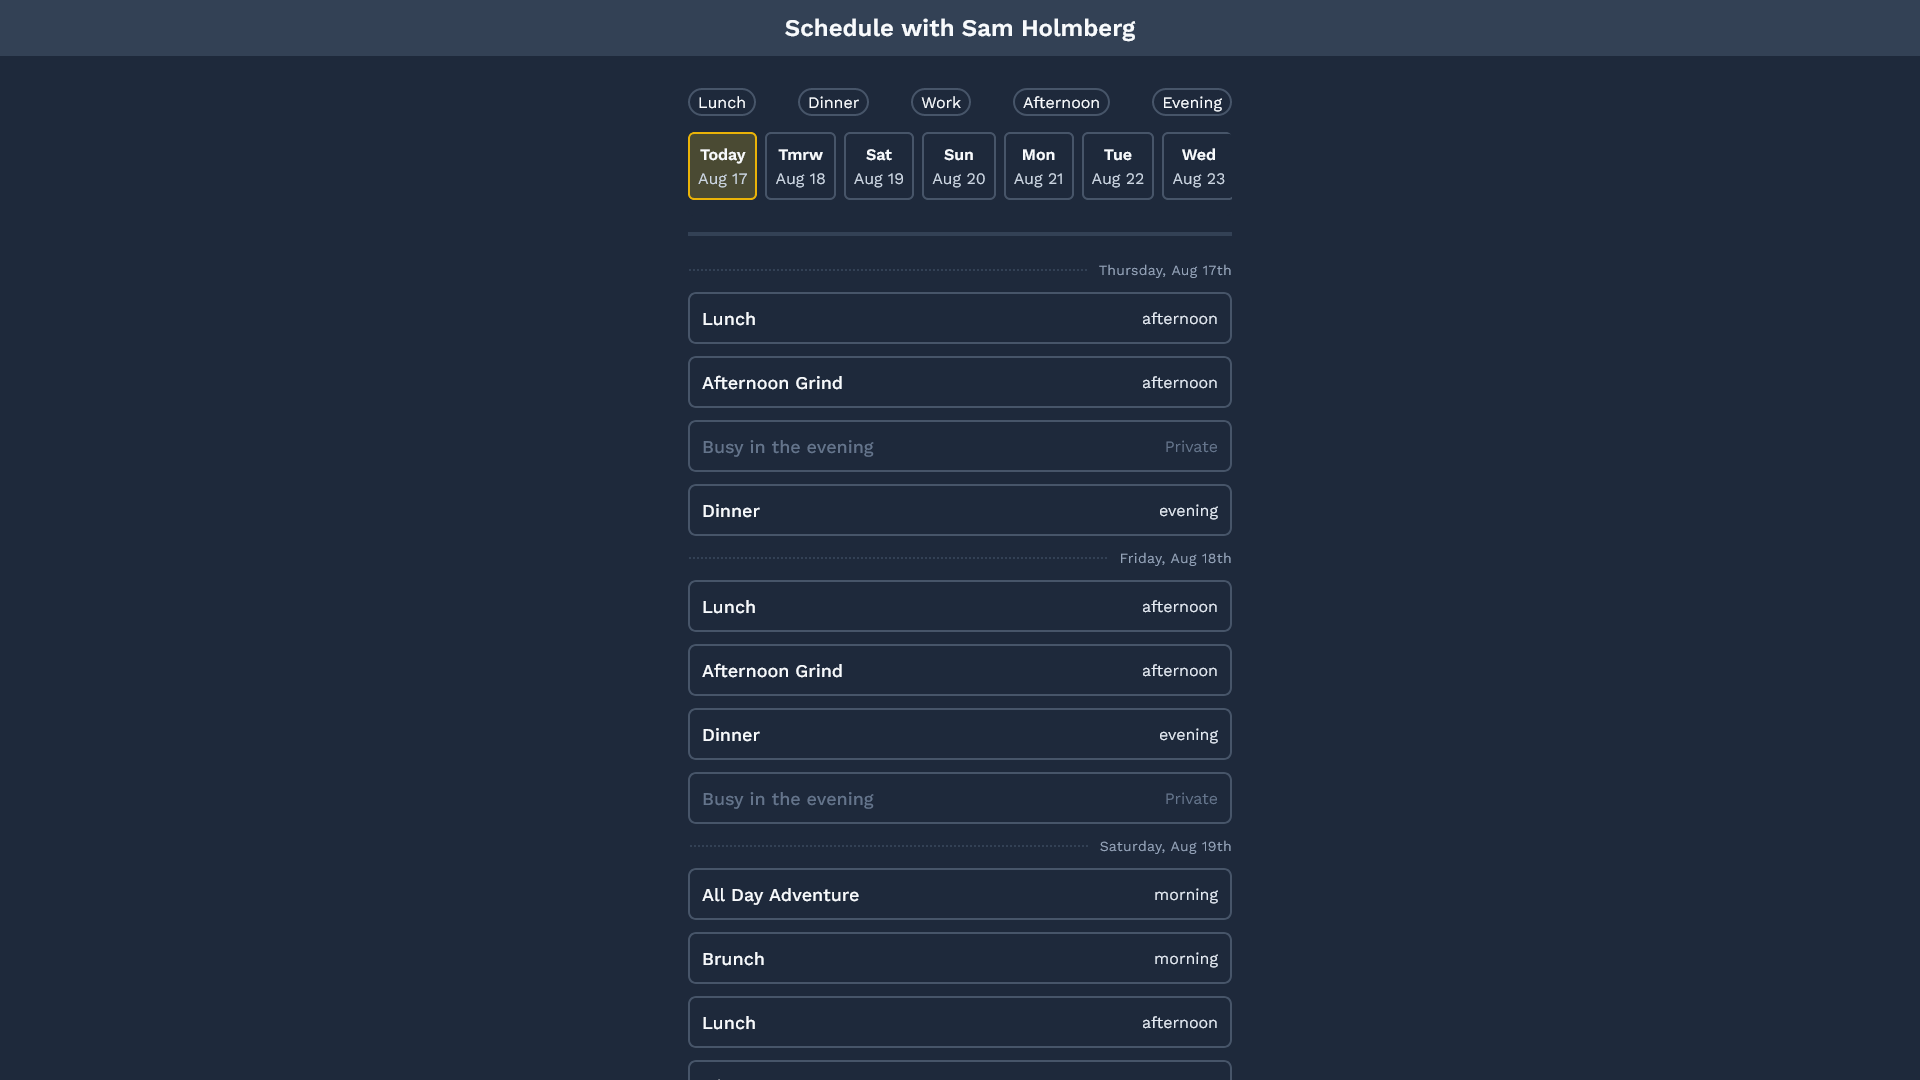 Schedule with Sam Holmberg
Lunch Dinner Work Afternoon Evening
Today Tmrw Sat Sun Mon Tue Wed
Aug 17 Aug 18 Aug 19 Aug 20 Aug 21 Aug 22 Aug 23
Thursday, Aug 17th
Lunch afternoon
Afternoon Grind afternoon
Busy in the evening Private
Dinner evening
Friday, Aug 18th
Lunch afternoon
Afternoon Grind afternoon
Dinner evening
Busy in the evening Private
Saturday, Aug 19th
All Day Adventure morning
Brunch morning
Lunch afternoon